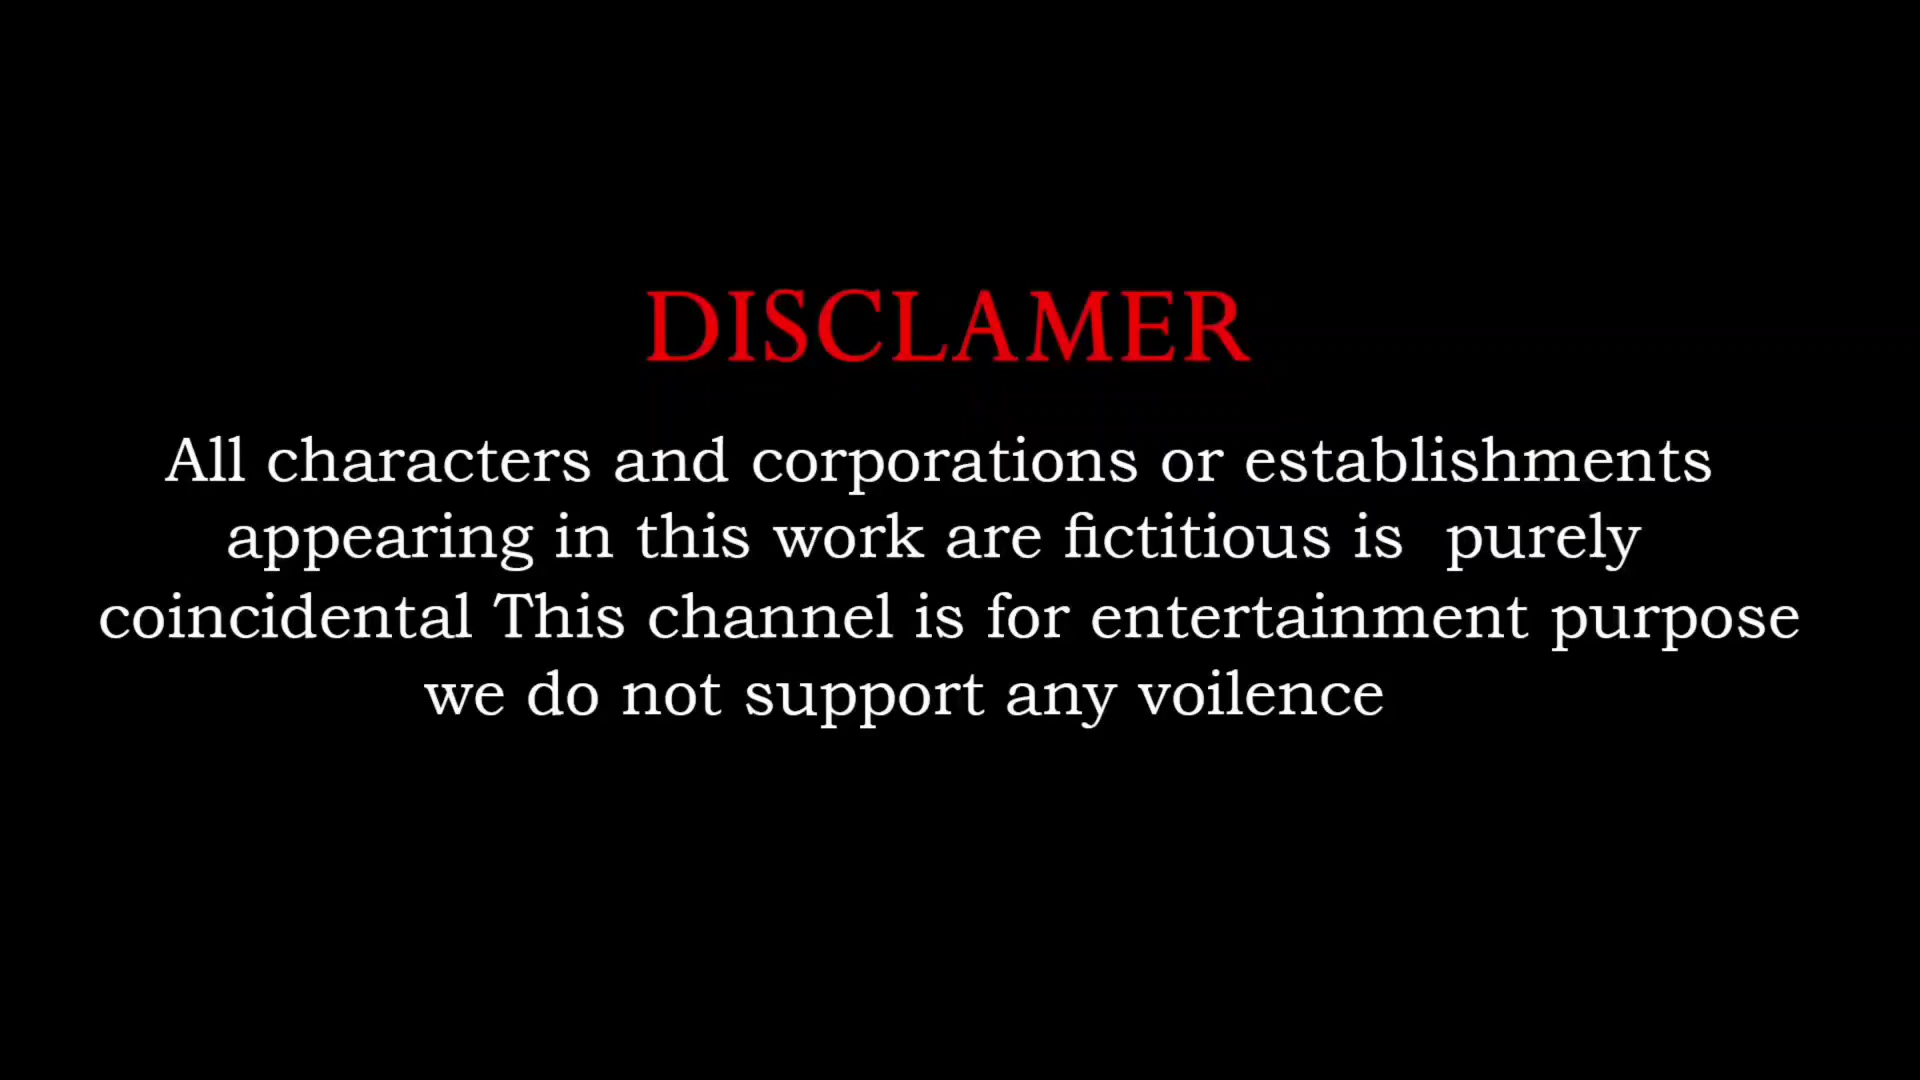 DISCLAMER
All characters and corporations or establishments
appearing in this work are fictitious is  purely
coincidental This channel is for entertainment purpose
we do not support any voilence